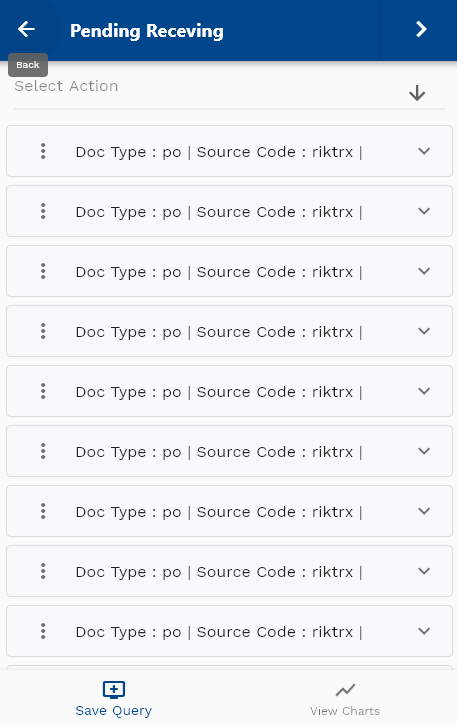 Pending Receving
Back
Select Action
Doc Type : po | Source Code : riktrx |
Doc Type : po | Source Code : riktrx |
Doc Type : po | Source Code : riktrx |
Doc Type : po | Source Code : riktrx |
Doc Type : po | Source Code : riktrx |
Doc Type : po | Source Code : riktrx |
Doc Type : po | Source Code : riktrx |
Doc Type : po | Source Code : riktrx |
Doc Type : po | Source Code : riktrx |
Save Query
View Charts